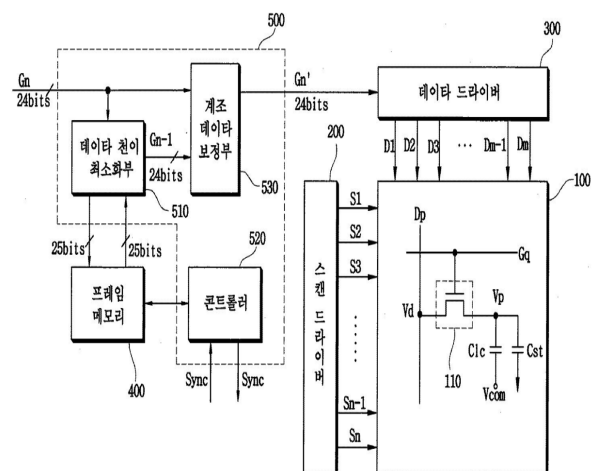 500
Gn
24bits
계조
데이타
보정부
530
Gn'
24bits
300
데이타 드라이버
데이타 천이
최소화부
510
Gn-1
24bits
25bits
25bits
프레임
메모리
400
520
콘트롤러
Sync
Sync
200
스캔 드라이버
D1
D2
D3
...
Dm-1
Dm
100
S1
S2
S3
Sn-1
Sn
Dp
Gq
Vd
Vp
110
Clc
Cst
Vcom